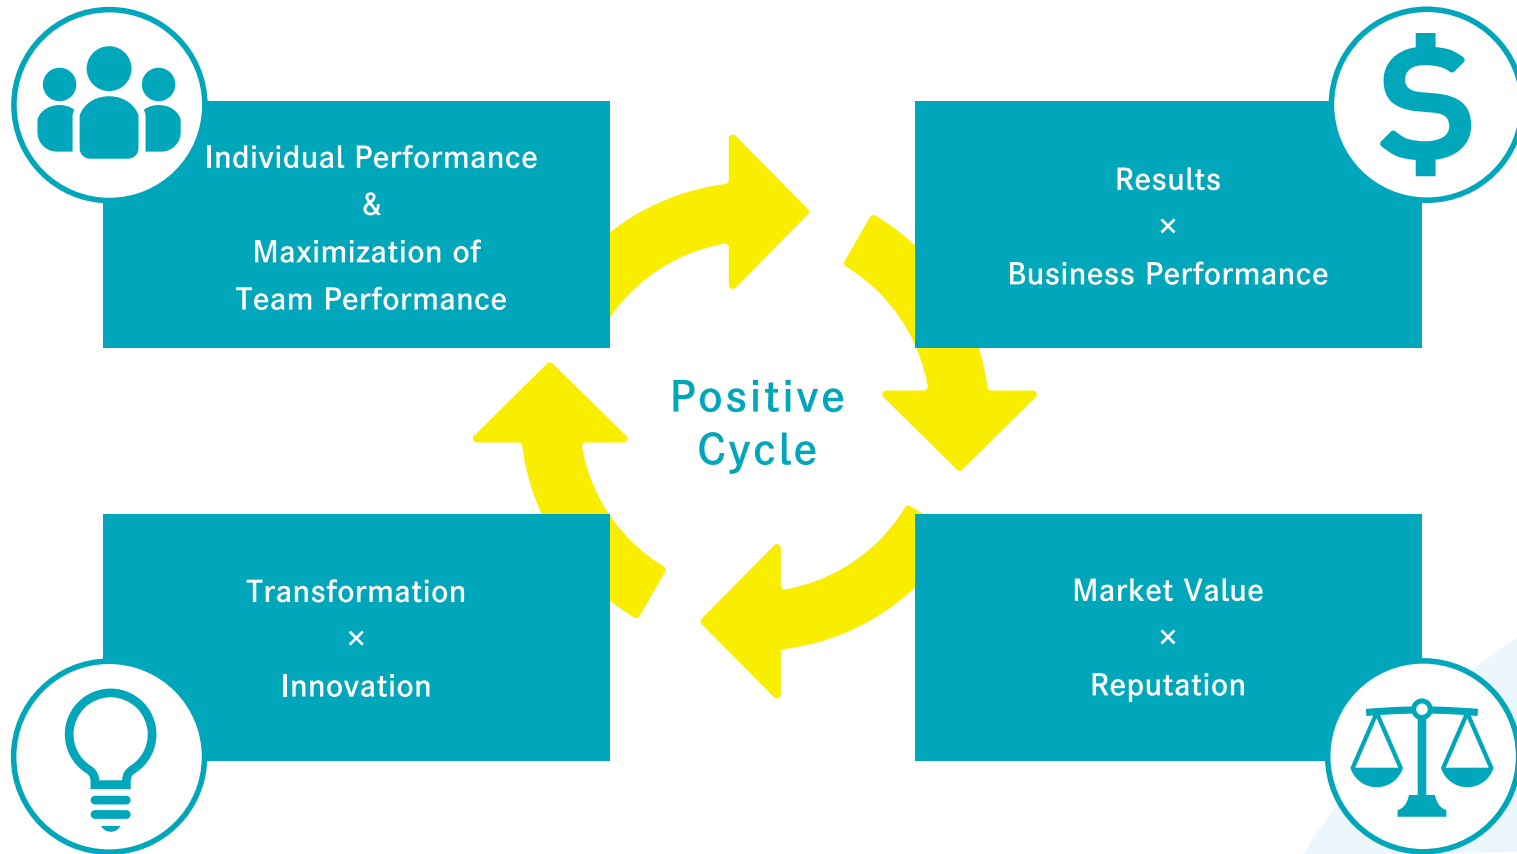 Individual Performance
&
Maximization of
Team Performance
Results
×
Business Performance
Positive
Cycle
Transformation
×
Innovation
Market Value
×
Reputation